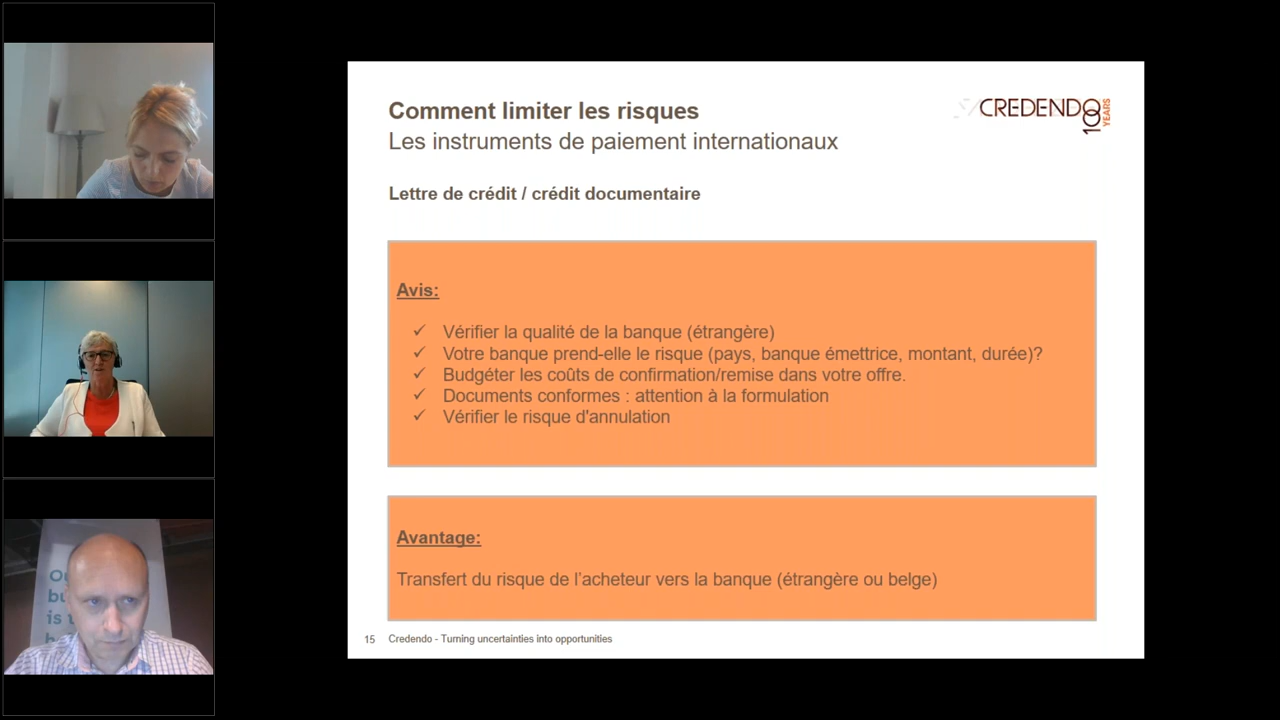 Comment limiter les risques
Les instruments de paiement internationaux
CREDENDO
100 YEARS
Lettre de crédit / crédit documentaire
Avis:
✓ Vérifier la qualité de la banque (étrangère)
✓ Votre banque prend-elle le risque (pays, banque émettrice, montant, durée)?
✓ Budgéter les coûts de confirmation/remise dans votre offre.
✓ Documents conformes : attention à la formulation
✓ Vérifier le risque d'annulation
Avantage:
Transfert du risque de l’acheteur vers la banque (étrangère ou belge)
15 Credendo - Turning uncertainties into opportunities
is